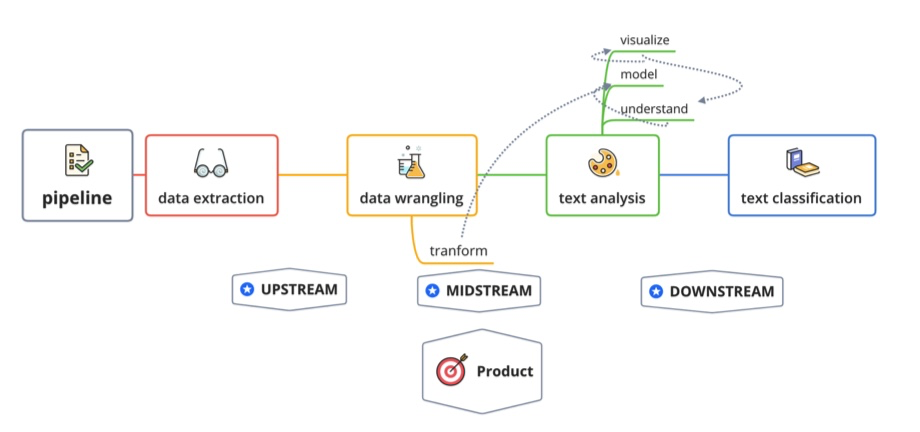 visualize
model
understand
pipeline
data extraction
data wrangling
text analysis
text classification
tranform
UPSTREAM
MIDSTREAM
DOWNSTREAM
Product